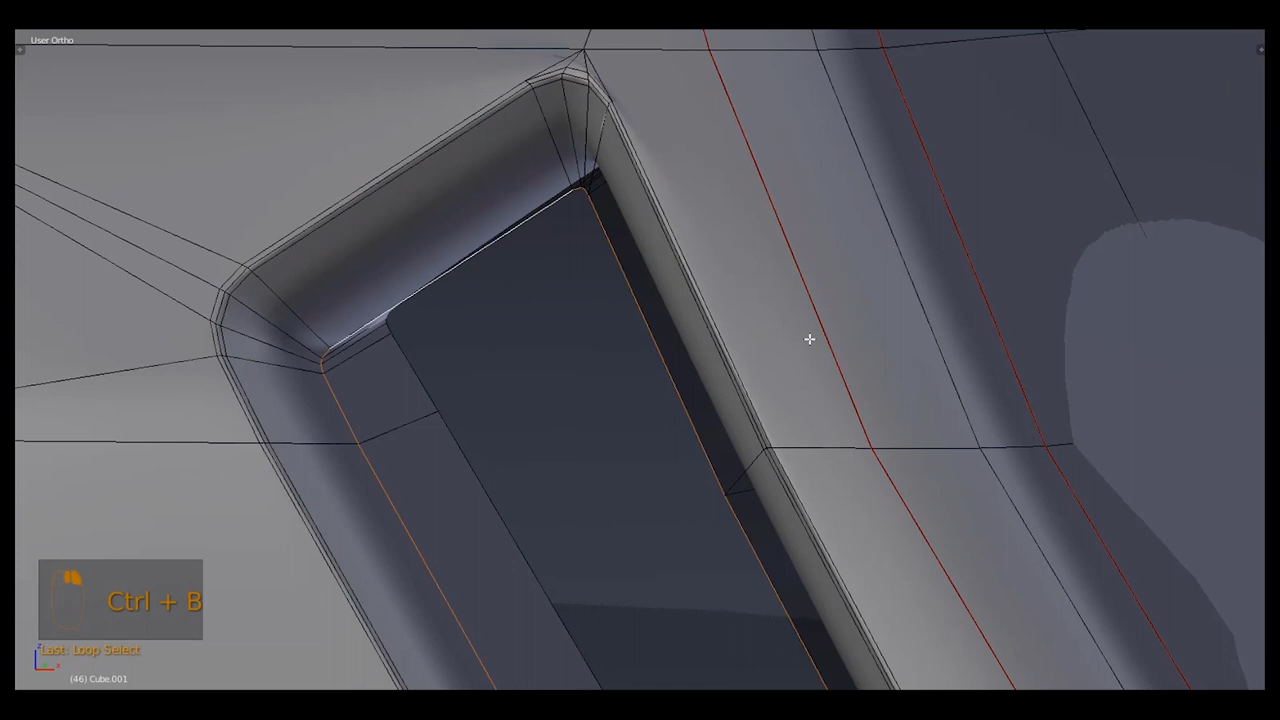 User Ortho
Ctrl + B
Last: Loop Select
z
x
(46) Cube.001